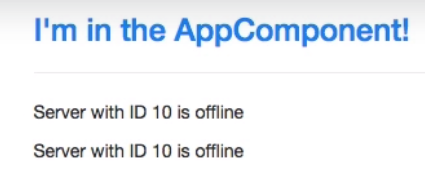 I'm in the AppComponent!
Server with ID 10 is offline
Server with ID 10 is offline